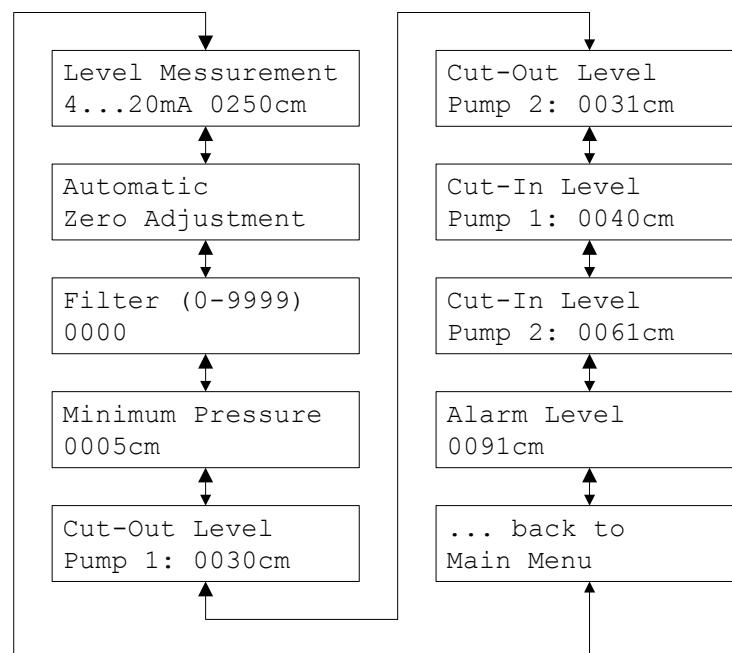 Level Messurement
4...20mA 0250cm
Automatic
Zero Adjustment
Filter (0-9999)
0000
Minimum Pressure
0005cm
Cut-Out Level
Pump 1: 0030cm
Cut-Out Level
Pump 2: 0031cm
Cut-In Level
Pump 1: 0040cm
Cut-In Level
Pump 2: 0061cm
Alarm Level
0091cm
... back to
Main Menu